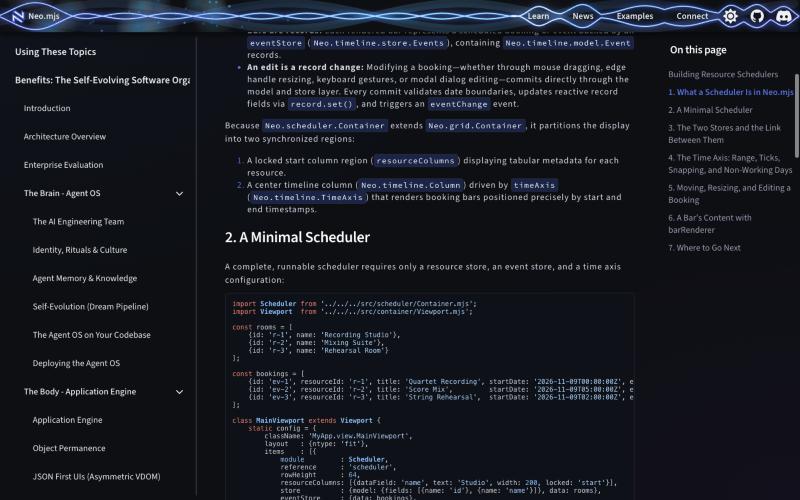 Neo.mjs
Learn
News
Examples
Connect
Using These Topics
Benefits: The Self-Evolving Software Orga
Introduction
Architecture Overview
Enterprise Evaluation
The Brain - Agent OS
The AI Engineering Team
Identity, Rituals & Culture
Agent Memory & Knowledge
Self-Evolution (Dream Pipeline)
The Agent OS on Your Codebase
Deploying the Agent OS
The Body - Application Engine
Application Engine
Object Permanence
JSON First UIs (Asymmetric VDOM)
eventStore (Neo.timeline.store.Events), containing Neo.timeline.model.Event
records.
• An edit is a record change: Modifying a booking—whether through mouse dragging, edge
handle resizing, keyboard gestures, or modal dialog editing—commits directly through the
model and store layer. Every commit validates date boundaries, updates reactive record
fields via record.set(), and triggers an eventChange event.
Because Neo.scheduler.Container extends Neo.grid.Container, it partitions the display
into two synchronized regions:
1. A locked start column region (resourceColumns) displaying tabular metadata for each
resource.
2. A center timeline column (Neo.timeline.Column) driven by timeAxis
(Neo.timeline.TimeAxis) that renders booking bars positioned precisely by start and
end timestamps.
2. A Minimal Scheduler
A complete, runnable scheduler requires only a resource store, an event store, and a time axis
configuration:
import Scheduler from '../../../src/scheduler/Container.mjs';
import Viewport from '../../../src/container/Viewport.mjs';
const rooms = [
{id: 'r-1', name: 'Recording Studio'},
{id: 'r-2', name: 'Mixing Suite'},
{id: 'r-3', name: 'Rehearsal Room'}
];
const bookings = [
{id: 'ev-1', resourceId: 'r-1', title: 'Quartet Recording', startDate: '2026-11-09T00:00:00Z', e
{id: 'ev-2', resourceId: 'r-2', title: 'Score Mix', startDate: '2026-11-09T05:00:00Z', e
{id: 'ev-3', resourceId: 'r-3', title: 'String Rehearsal', startDate: '2026-11-09T02:00:00Z', e
];
class MainViewport extends Viewport {
static config = {
className: 'MyApp.view.MainViewport',
layout : {ntype: 'fit'},
items : [{
module : Scheduler,
reference : 'scheduler',
rowHeight : 64,
resourceColumns: [{dataField: 'name', text: 'Studio', width: 200, locked: 'start'}],
store : {model: {fields: [{name: 'id'}, {name: 'name'}]}, data: rooms},
eventStore : {data: bookings},
On this page
Building Resource Schedulers
1. What a Scheduler Is in Neo.mjs
2. A Minimal Scheduler
3. The Two Stores and the Link
Between Them
4. The Time Axis: Range, Ticks,
Snapping, and Non-Working Days
5. Moving, Resizing, and Editing a
Booking
6. A Bar's Content with
barRenderer
7. Where to Go Next